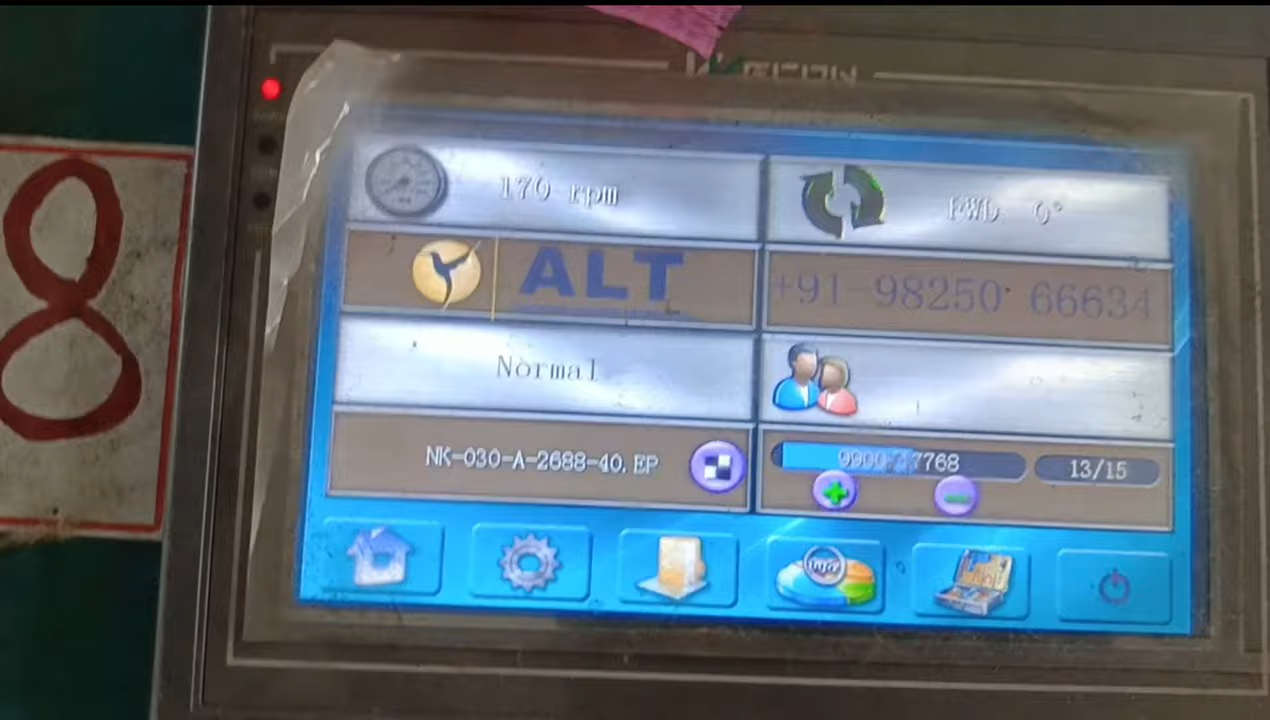 8
170 rpm
FWD 0°
ALT
+91-98250 66634
Normal
NK-030-A-2688-40.EP
13/15